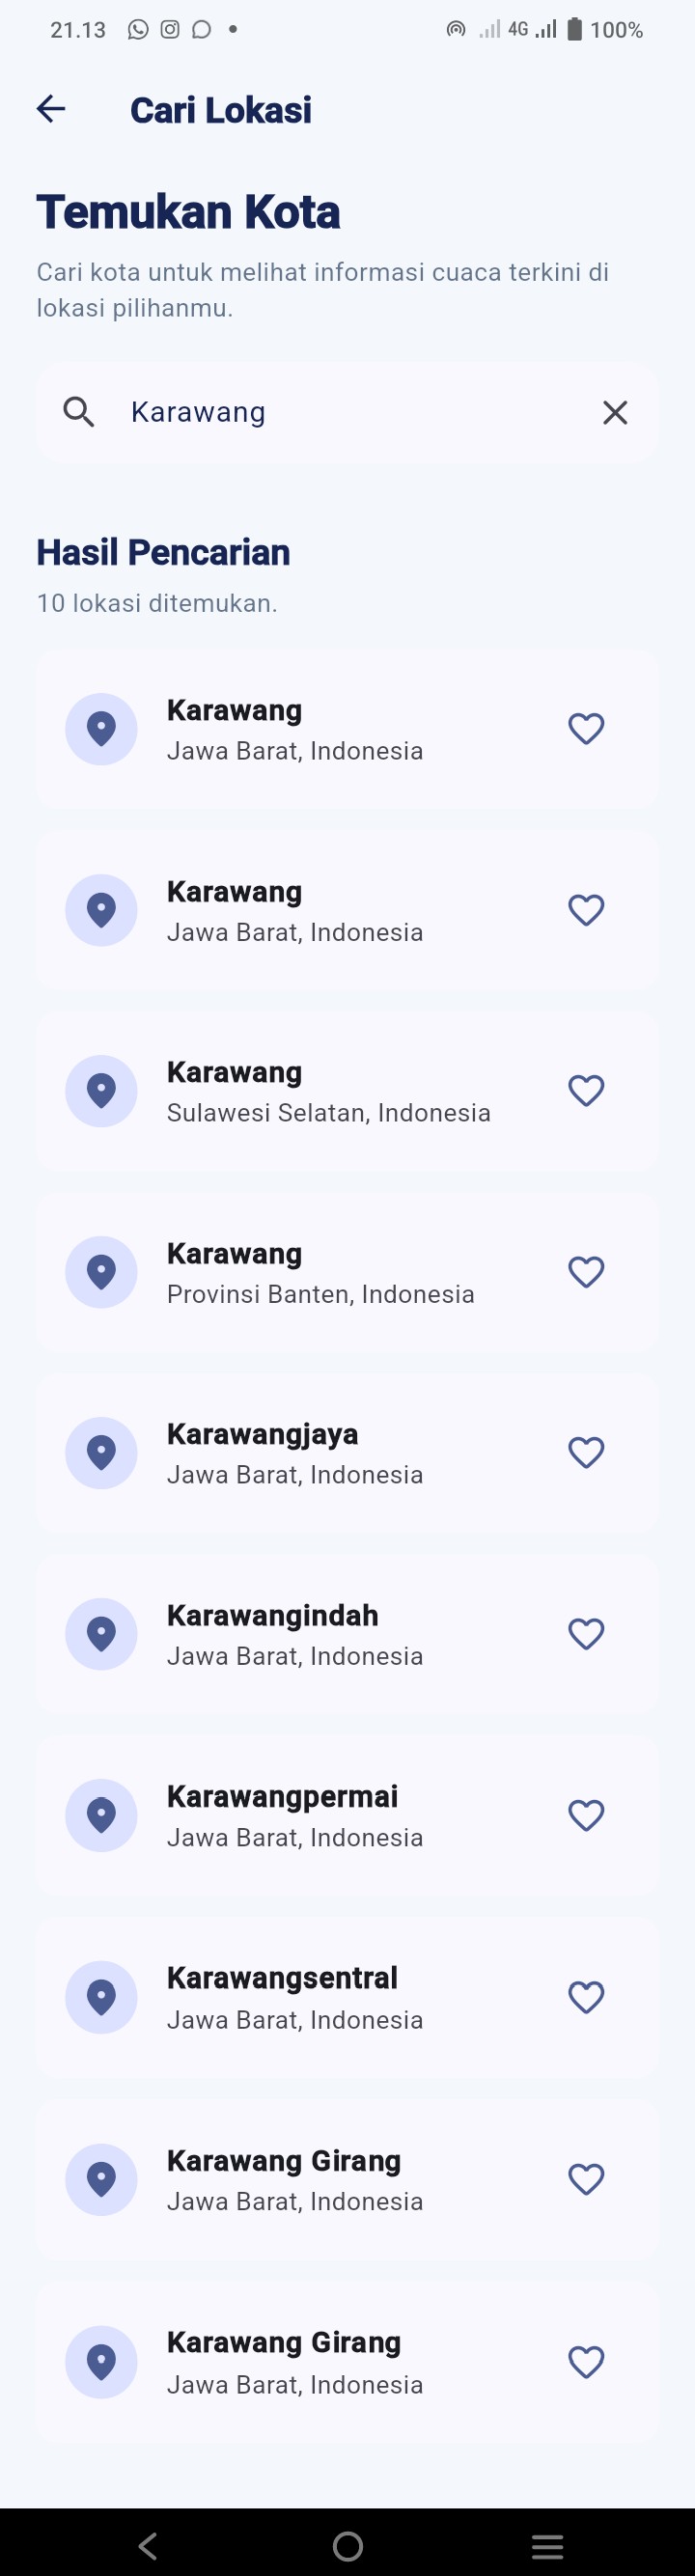 21.13
4G
100%
Cari Lokasi
Temukan Kota
Cari kota untuk melihat informasi cuaca terkini di
lokasi pilihanmu.
Karawang
Hasil Pencarian
10 lokasi ditemukan.
Karawang
Jawa Barat, Indonesia
Karawang
Jawa Barat, Indonesia
Karawang
Sulawesi Selatan, Indonesia
Karawang
Provinsi Banten, Indonesia
Karawangjaya
Jawa Barat, Indonesia
Karawangindah
Jawa Barat, Indonesia
Karawangpermai
Jawa Barat, Indonesia
Karawangsentral
Jawa Barat, Indonesia
Karawang Girang
Jawa Barat, Indonesia
Karawang Girang
Jawa Barat, Indonesia